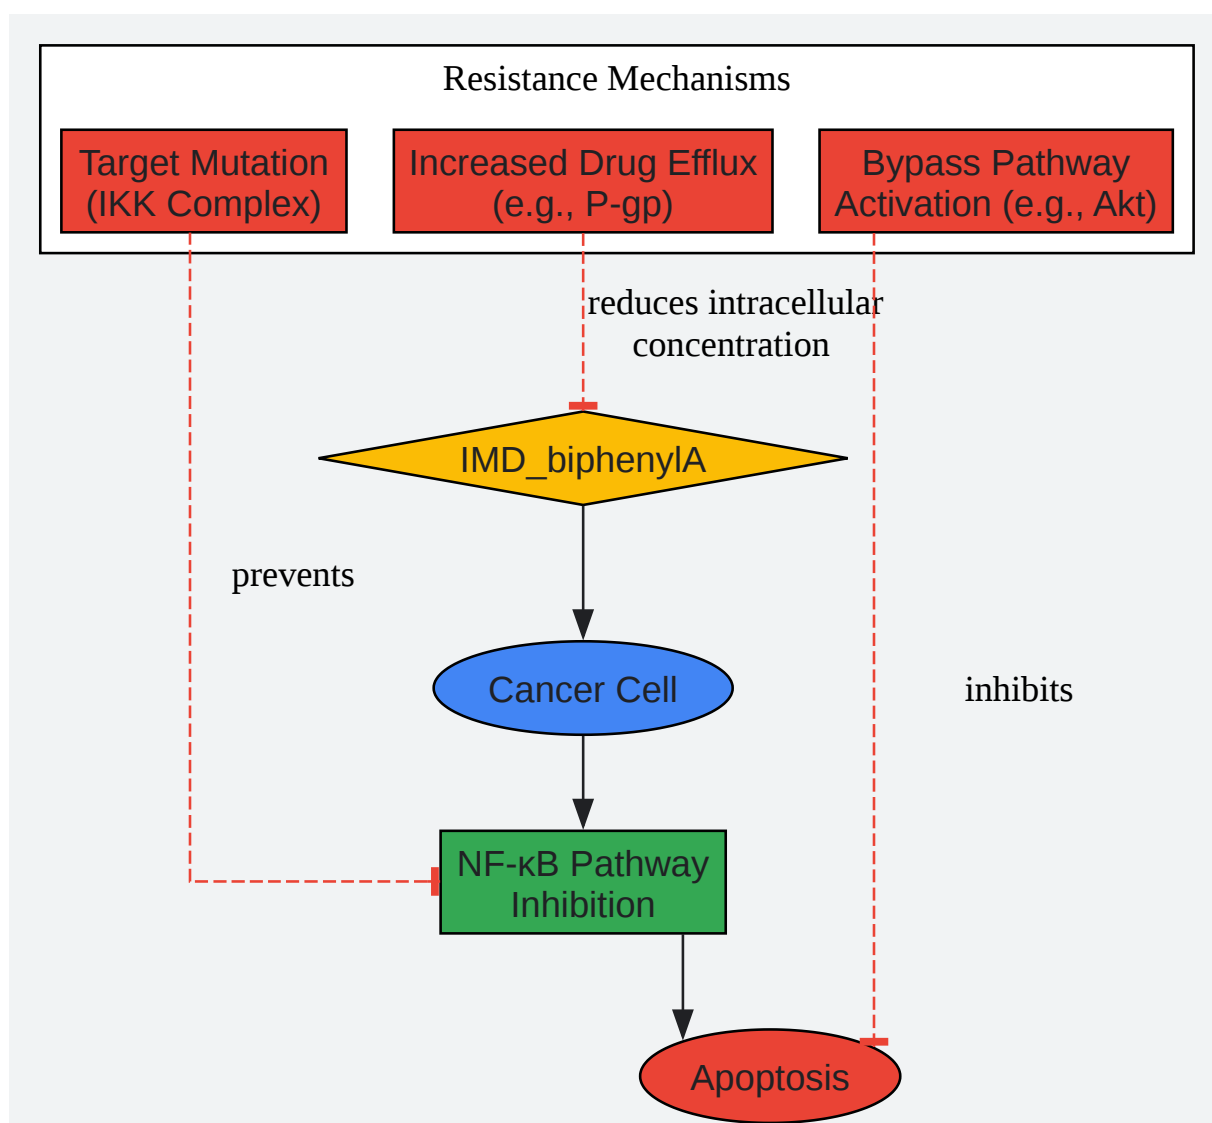 Resistance Mechanisms
Target Mutation
(IKK Complex)
Increased Drug Efflux
(e.g., P-gp)
Bypass Pathway
Activation (e.g., Akt)
reduces intracellular
concentration
IMD_biphenylA
prevents
Cancer Cell
inhibits
NF-κB Pathway
Inhibition
Apoptosis